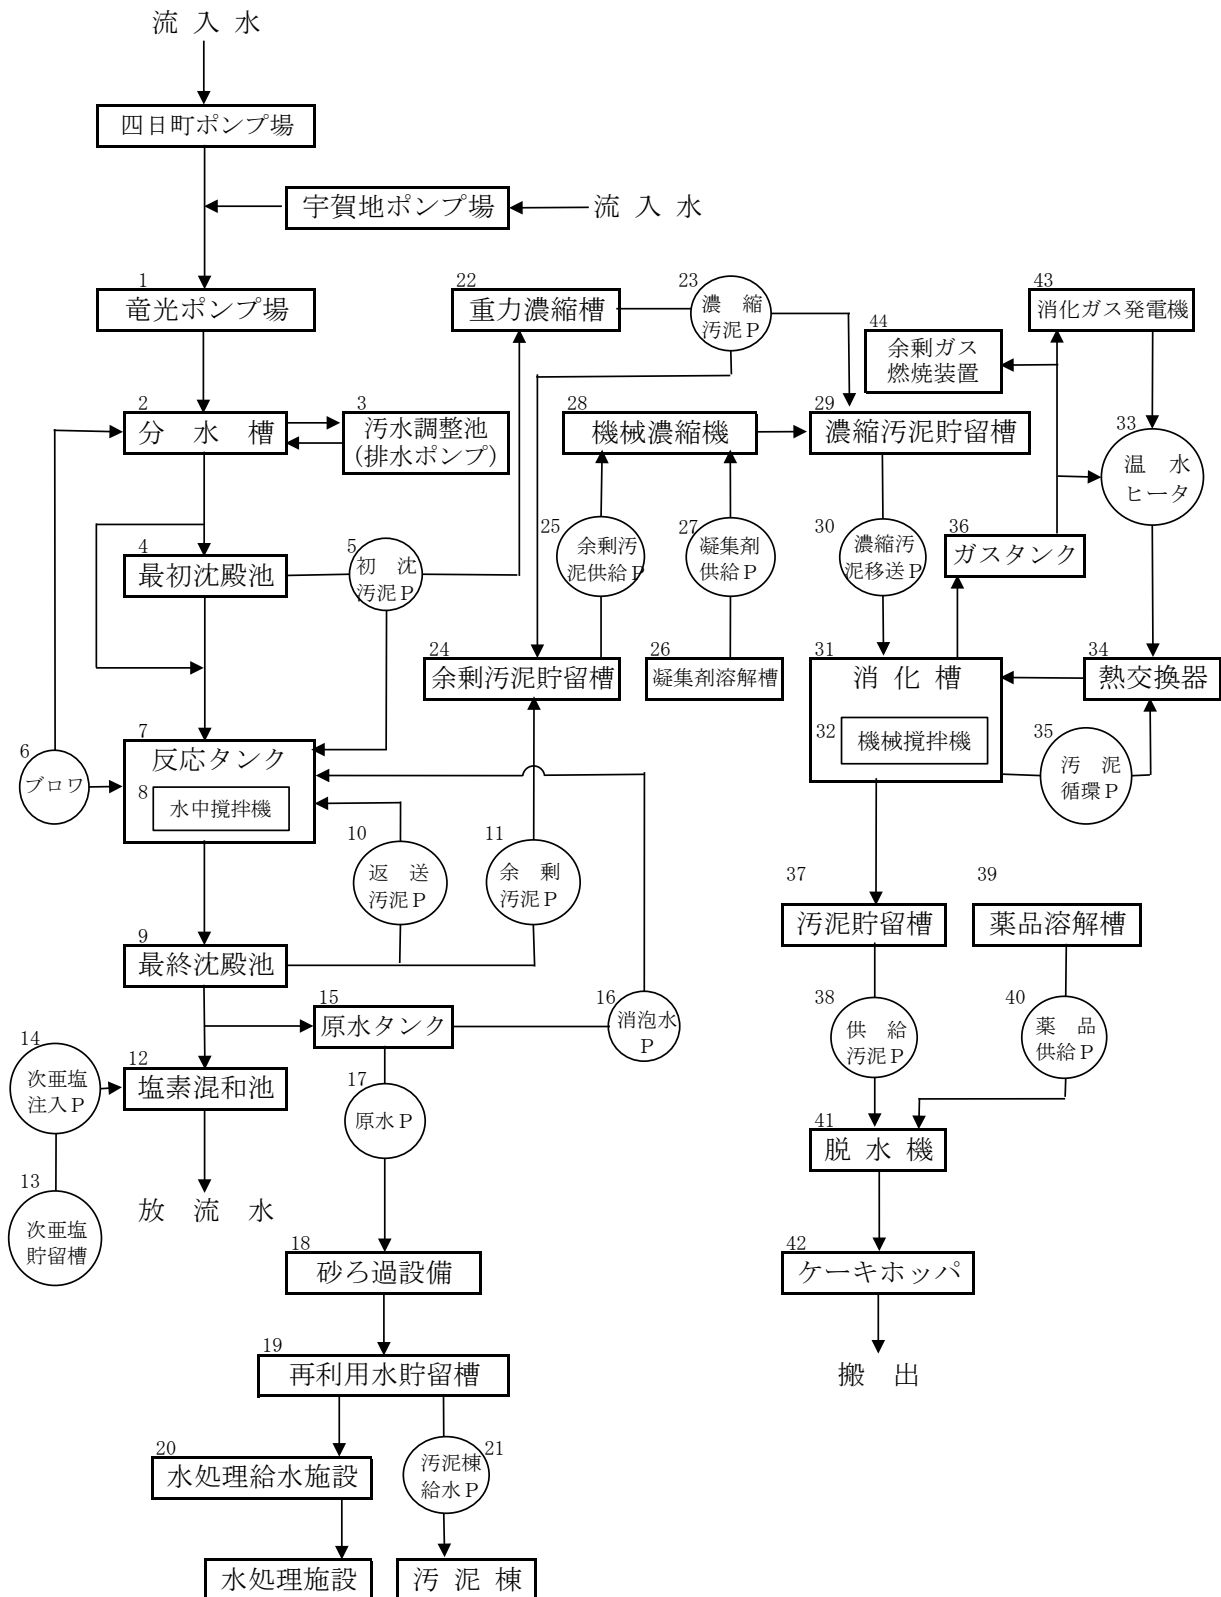 流 入 水
四日町ポンプ場
宇賀地ポンプ場
流 入 水
1
竜光ポンプ場
22
重力濃縮槽
23
濃 縮
汚泥Ｐ
43
消化ガス発電機
44
余剰ガス
燃焼装置
2
分 水 槽
3
汚水調整池
(排水ポンプ)
28
機械濃縮機
29
濃縮汚泥貯留槽
33
温 水
ヒータ
4
最初沈殿池
5
初 沈
汚泥Ｐ
25
余剰汚
泥供給Ｐ
27
凝集剤
供給Ｐ
30
濃縮汚
泥移送Ｐ
36
ガスタンク
24
余剰汚泥貯留槽
26
凝集剤溶解槽
31
消 化 槽
32
機械撹拌機
34
熱交換器
35
汚 泥
循環Ｐ
6
ブロワ
7
反応タンク
8
水中撹拌機
10
返 送
汚泥Ｐ
11
余 剰
汚泥Ｐ
37
汚泥貯留槽
39
薬品溶解槽
9
最終沈殿池
15
原水タンク
16
消泡水
Ｐ
38
供 給
汚泥Ｐ
40
薬 品
供給Ｐ
14
次亜塩
注入Ｐ
12
塩素混和池
17
原水Ｐ
41
脱 水 機
13
次亜塩
貯留槽
放 流 水
18
砂ろ過設備
42
ケーキホッパ
19
再利用水貯留槽
搬 出
20
水処理給水施設
21
汚泥棟
給水Ｐ
水処理施設
汚 泥 棟